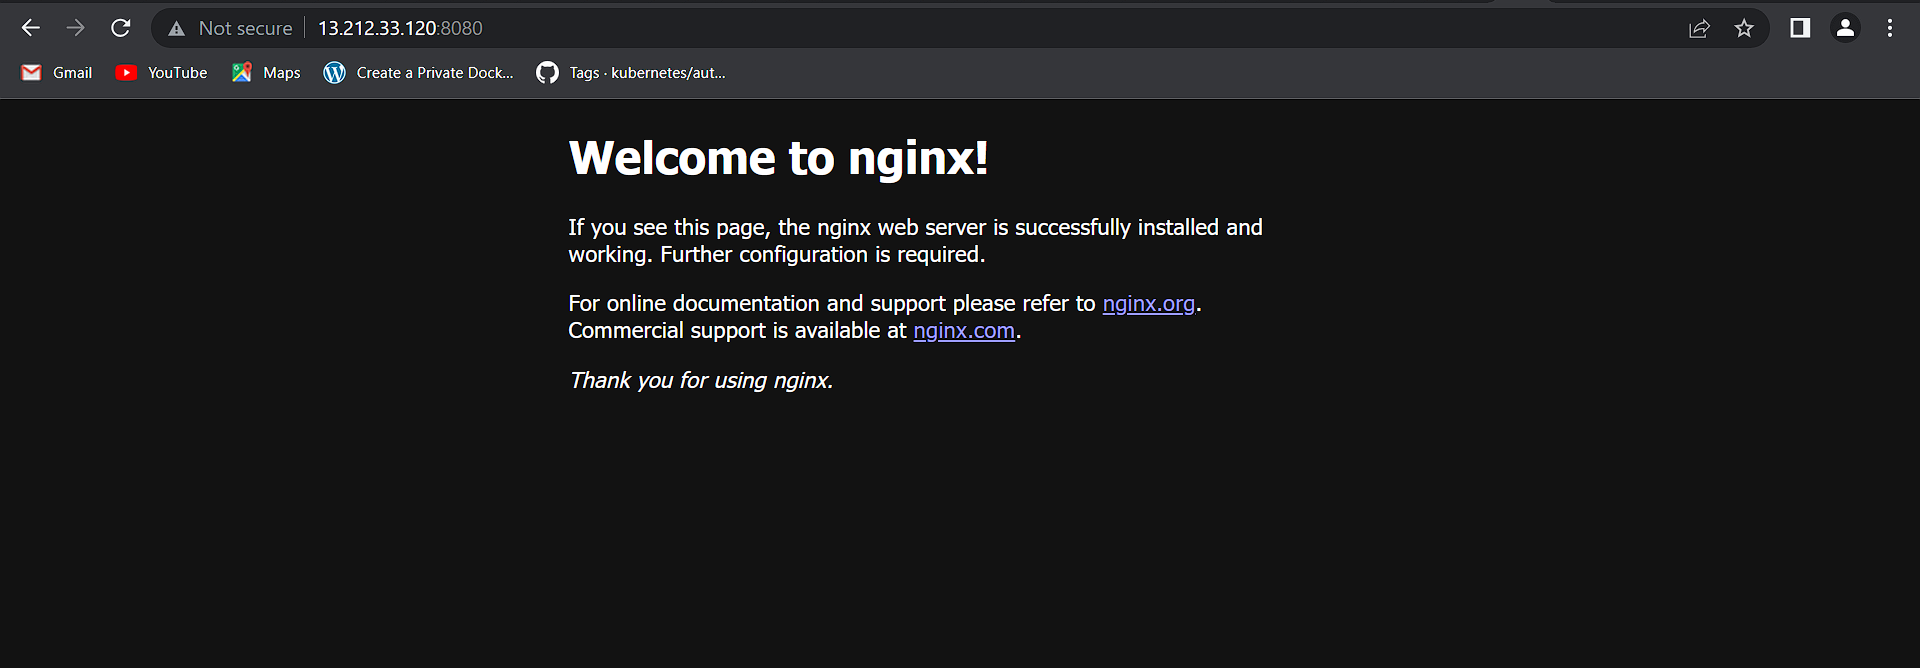 Not secure 13.212.33.120:8080
Gmail YouTube Maps Create a Private Dock... Tags · kubernetes/aut...
Welcome to nginx!
If you see this page, the nginx web server is successfully installed and
working. Further configuration is required.
For online documentation and support please refer to nginx.org.
Commercial support is available at nginx.com.
Thank you for using nginx.